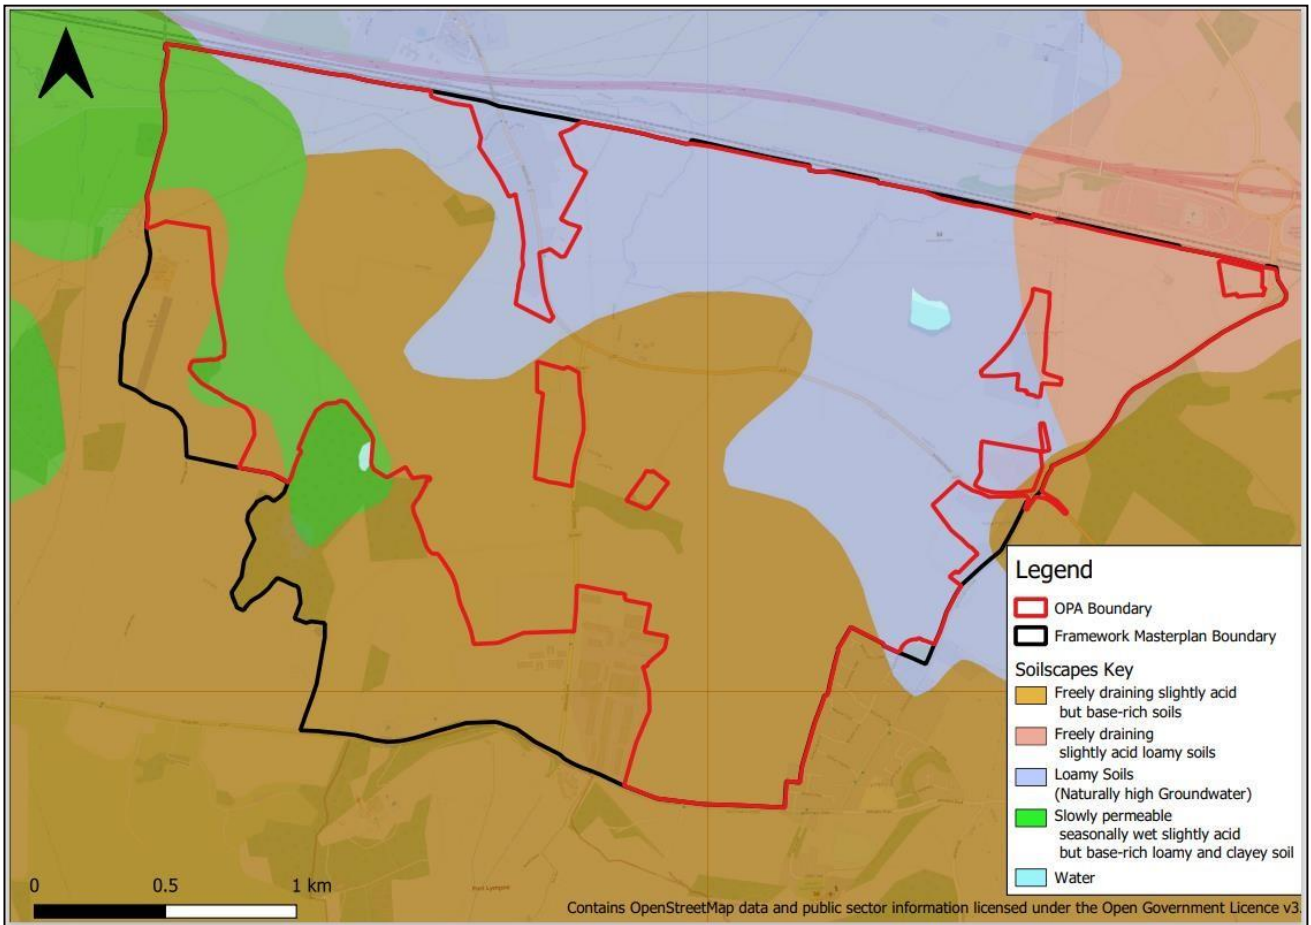 Legend
OPA Boundary
Framework Masterplan Boundary
Soilscapes Key
Freely draining slightly acid
but base-rich soils
Freely draining
slightly acid loamy soils
Loamy Soils
(Naturally high Groundwater)
Slowly permeable
seasonally wet slightly acid
but base-rich loamy and clayey soil
Water
0 0.5 1 km
Port Lympne
Contains OpenStreetMap data and public sector information licensed under the Open Government Licence v3.